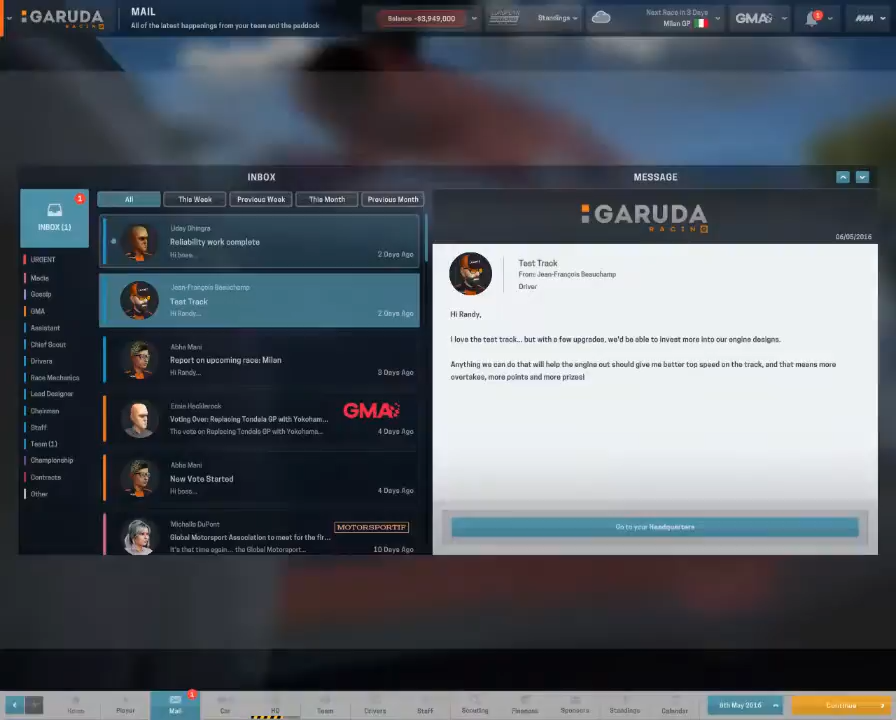 GARUDA
RACING
MAIL
All of the latest happenings from your team and the paddock
Balance -$3,949,000
Standings
Next Race in 3 Days
Milan GP
GMA
1
INBOX
MESSAGE
1
INBOX (1)
All
This Week
Previous Week
This Month
Previous Month
URGENT
Media
Gossip
GMA
Assistant
Chief Scout
Drivers
Race Mechanics
Lead Designer
Chairman
Staff
Team (1)
Championship
Contracts
Other
Uday Dhingra
Reliability work complete
Hi boss...
2 Days Ago
Jean-François Beauchamp
Test Track
Hi Randy...
2 Days Ago
Abha Mani
Report on upcoming race: Milan
Hi Randy...
3 Days Ago
Ernie Hecklerock
GMA
Voting Over: Replacing Tondela GP with Yokoham...
The vote on Replacing Tondela GP with Yokohama...
4 Days Ago
Abha Mani
New Vote Started
Hi boss...
4 Days Ago
Michelle DuPont
MOTORSPORTIF
Global Motorsport Association to meet for the fir...
It's that time again... the Global Motorsport...
10 Days Ago
GARUDA
RACING
06/05/2016
Test Track
From: Jean-François Beauchamp
Driver
Hi Randy,
I love the test track... but with a few upgrades, we'd be able to invest more into our engine designs.
Anything we can do that will help the engine out should give me better top speed on the track, and that means more
overtakes, more points and more prizes!
Go to your Headquarters
Home
Player
Mail
1
Car
HQ
Team
Drivers
Staff
Scouting
Finances
Sponsors
Standings
Calendar
8th May 2016
Continue